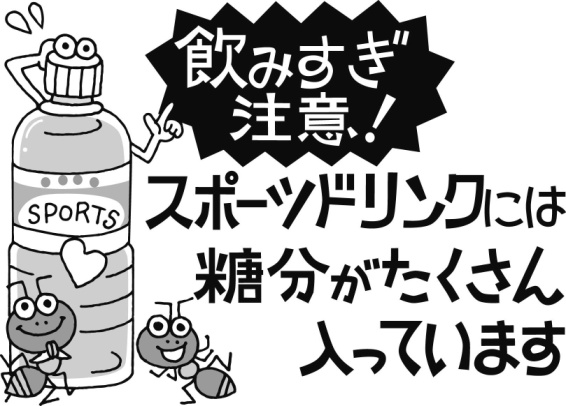 飲みすぎ
注意!
スポーツドリンクには
糖分がたくさん
入っています
SPORTS